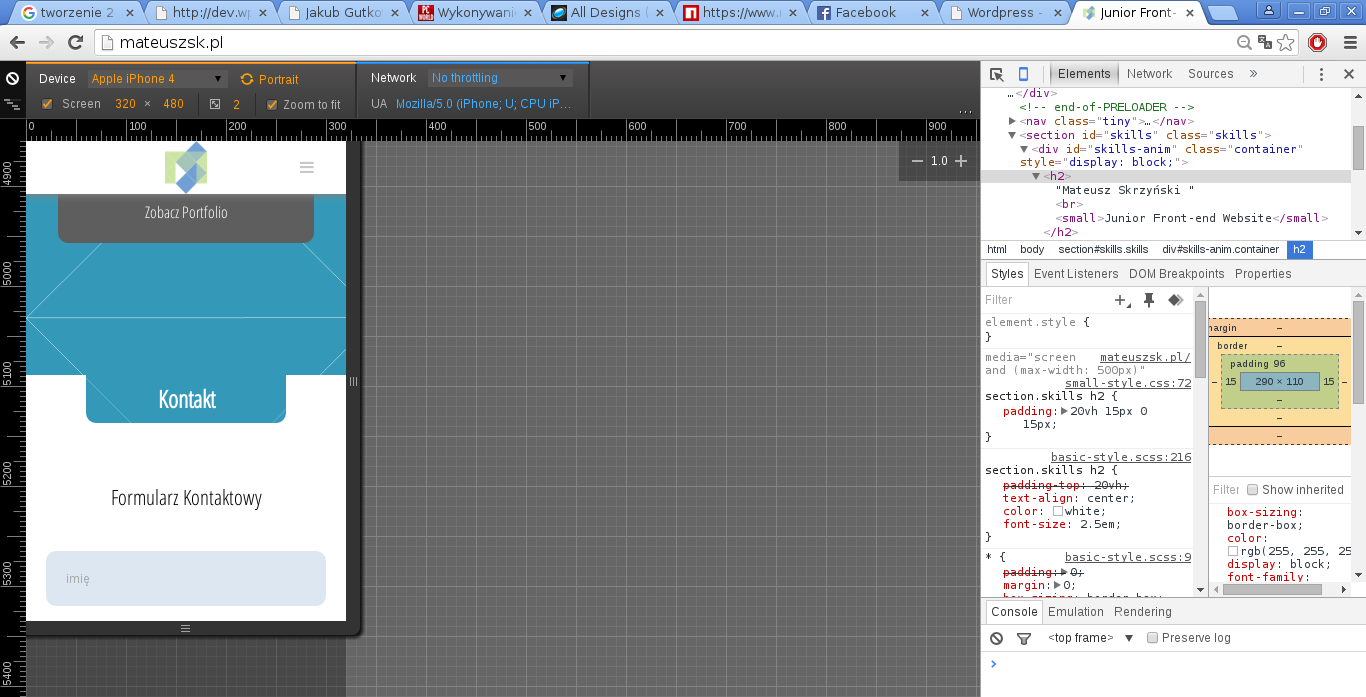 tworzenie 2
http://dev.wp
Jakub Gutko
Wykonywani
All Designs (
https://www.
Facebook
Wordpress -
Junior Front-
mateuszsk.pl
Device Apple iPhone 4 Portrait
Network No throttling
Screen 320 × 480 2 Zoom to fit
UA Mozilla/5.0 (iPhone; U; CPU iP...
...
0 100 200 300 400 500 600 700 800 900
4900
5000
5100
5200
5300
5400
1.0
Zobacz Portfolio
Kontakt
Formularz Kontaktowy
imię
Elements Network Sources »
…</div>
<!-- end-of-PRELOADER -->
<nav class="tiny">…</nav>
<section id="skills" class="skills">
<div id="skills-anim" class="container"
style="display: block;">
<h2>
"Mateusz Skrzyński "
<br>
<small>Junior Front-end Website</small>
</h2>
html body section#skills.skills div#skills-anim.container h2
Styles Event Listeners DOM Breakpoints Properties
Filter
element.style {
}
media="screen mateuszsk.pl/
and (max-width: 500px)"
small-style.css:72
section.skills h2 {
padding: 20vh 15px 0
15px;
}
basic-style.scss:216
section.skills h2 {
padding-top: 20vh;
text-align: center;
color: white;
font-size: 2.5em;
}
* { basic-style.scss:9
padding: 0;
margin: 0;
box-sizing: border-box;
margin –
border –
padding 96
– 15 290 × 110 15 –
–
–
–
Filter Show inherited
box-sizing:
border-box;
color:
rgb(255, 255, 25
display: block;
font-family:
Console Emulation Rendering
<top frame> ▼ Preserve log